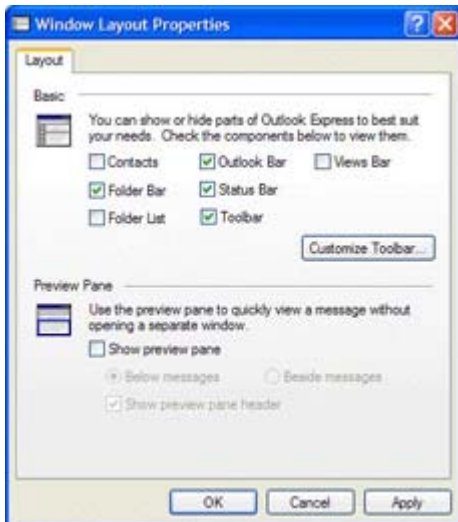 Window Layout Properties
Layout
Basic
You can show or hide parts of Outlook Express to best suit
your needs. Check the components below to view them.
Contacts Outlook Bar Views Bar
Folder Bar Status Bar
Folder List Toolbar
Customize Toolbar...
Preview Pane
Use the preview pane to quickly view a message without
opening a separate window.
Show preview pane
Below messages Beside messages
Show preview pane header
OK Cancel Apply